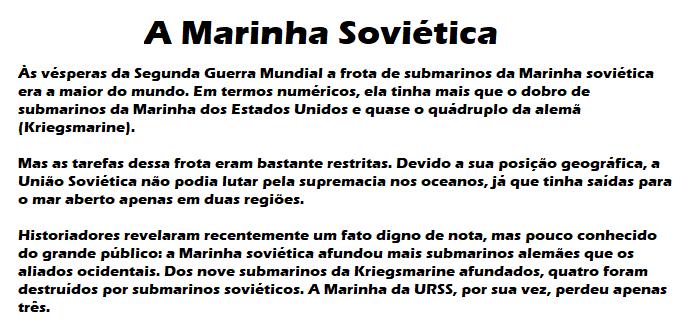 A Marinha Soviética
Às vésperas da Segunda Guerra Mundial a frota de submarinos da Marinha soviética
era a maior do mundo. Em termos numéricos, ela tinha mais que o dobro de
submarinos da Marinha dos Estados Unidos e quase o quádruplo da alemã
(Kriegsmarine).
Mas as tarefas dessa frota eram bastante restritas. Devido a sua posição geográfica, a
União Soviética não podia lutar pela supremacia nos oceanos, já que tinha saídas para
o mar aberto apenas em duas regiões.
Historiadores revelaram recentemente um fato digno de nota, mas pouco conhecido
do grande público: a Marinha soviética afundou mais submarinos alemães que os
aliados ocidentais. Dos nove submarinos da Kriegsmarine afundados, quatro foram
destruídos por submarinos soviéticos. A Marinha da URSS, por sua vez, perdeu apenas
três.